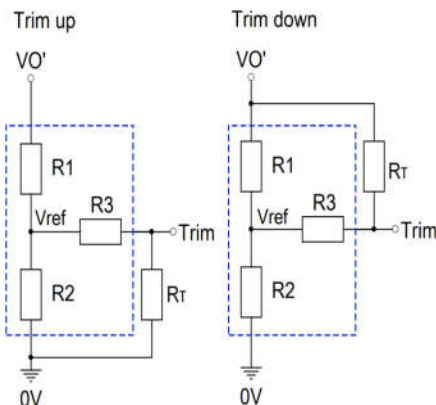 Trim up
VO'
R1
Vref
R3
Trim
R2
RT
0V
Trim down
VO'
R1
RT
Vref
R3
Trim
R2
0V